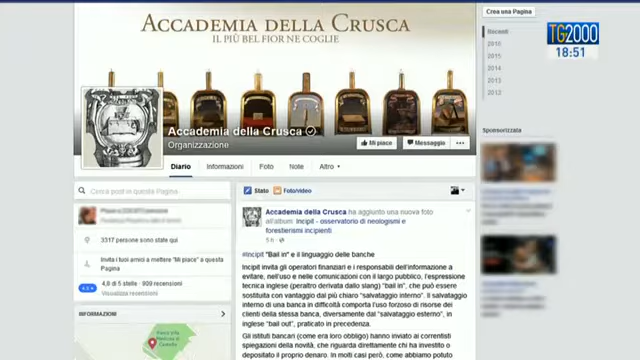 ACCADEMIA DELLA CRUSCA
IL PIÙ BEL FIOR NE COGLIE
Crea una Pagina
Recenti
2016
2015
2014
2013
2012
TG2000
18:51
Accademia della Crusca
Organizzazione
Mi piace
Messaggio
Diario Informazioni Foto Note Altro
Sponsorizzata
Cerca post in questa Pagina
3317 persone sono state qui
Invita i tuoi amici a mettere "Mi piace" a
questa Pagina
4,8 di 5 stelle · 909 recensioni
Visualizza recensioni
INFORMAZIONI
Stato Foto/video
Accademia della Crusca ha aggiunto una nuova foto
all'album: Incipit - osservatorio di neologismi e
forestierismi incipienti
5 h
#Incipit "Bail in" e il linguaggio delle banche
Incipit invita gli operatori finanziari e i responsabili dell'informazione a
evitare, nell'uso e nelle comunicazioni con il largo pubblico, l'espressione
tecnica inglese (peraltro derivata dallo slang) "bail in", che può essere
sostituita con vantaggio dal più chiaro "salvataggio interno". Il salvataggio
interno di una banca in difficoltà comporta l'uso forzoso di risorse dei
clienti della stessa banca, diversamente dal "salvataggio esterno", in
inglese "bail out", praticato in precedenza.
Gli istituti bancari (come era loro obbligo) hanno inviato ai correntisti
spiegazioni della novità, che riguarda direttamente chi ha investito o
depositato il proprio denaro. In molti casi però, come abbiamo potuto